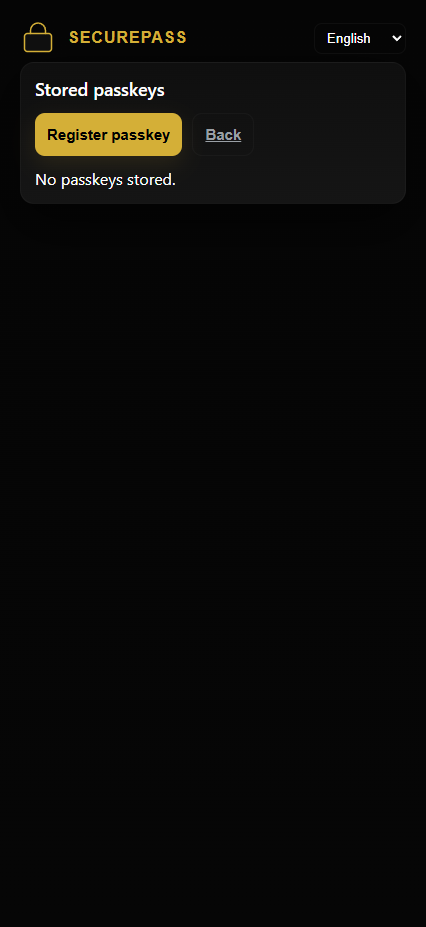 SECUREPASS
English
Stored passkeys
Register passkey
Back
No passkeys stored.